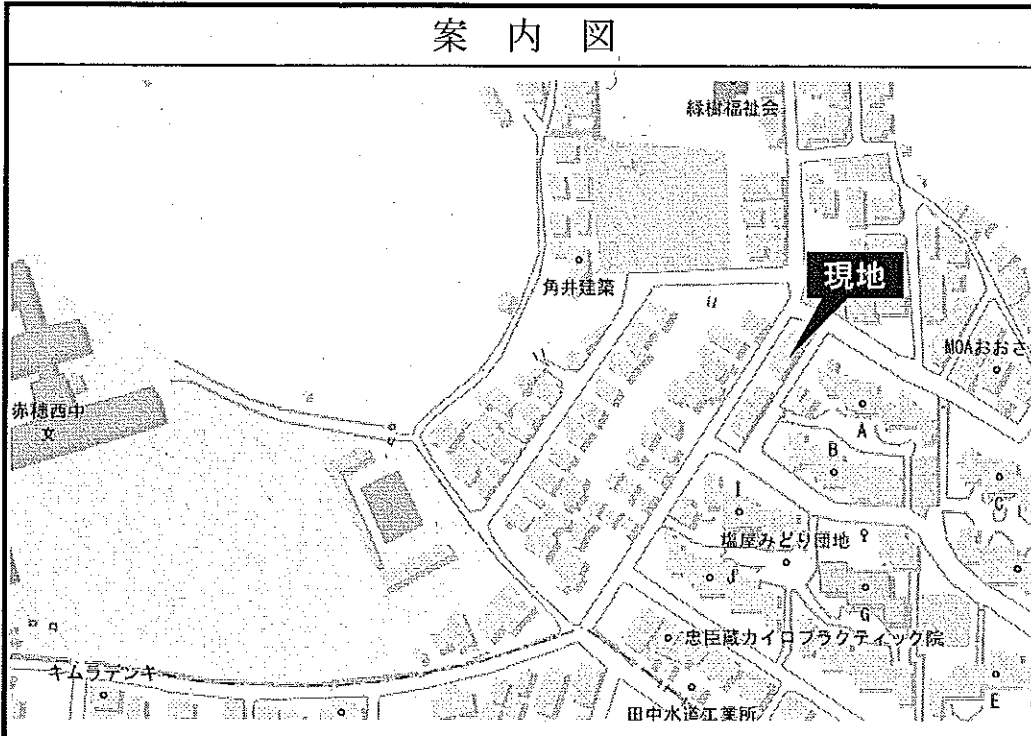 案内図
緑樹福祉会
角井建築
現地
MOAおおさ
赤穂西中
文
A
B
C
I
塩屋みどり団地
J
G
忠臣蔵カイロプラクティック院
キムラデンキ
E
田中水道工業所